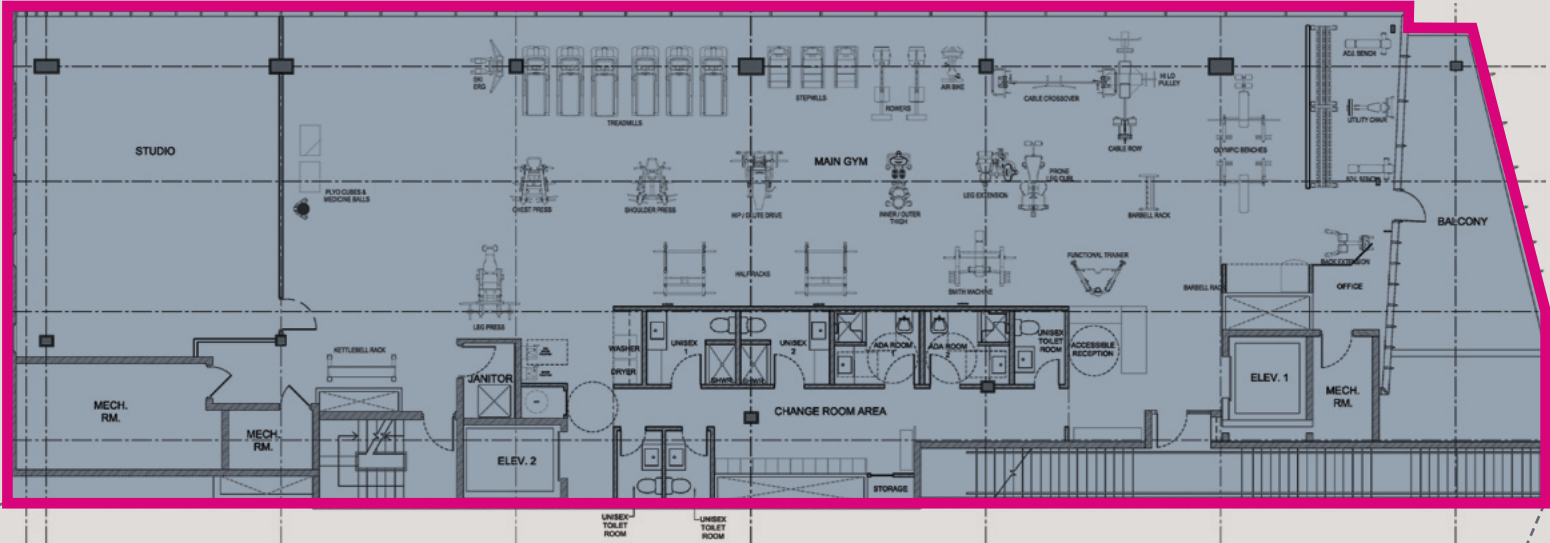 SKI
ERG
TREADMILLS
STEPMILLS
ROWERS
AIR BIKE
CABLE CROSSOVER
HI LO
PULLEY
CABLE ROW
OLYMPIC BENCHES
ADJ. BENCH
UTILITY CHAIR
ADJ. BENCH
STUDIO
MAIN GYM
PLYO CUBES &
MEDICINE BALLS
CHEST PRESS
SHOULDER PRESS
HIP / GLUTE DRIVE
INNER / OUTER
THIGH
LEG EXTENSION
PRONE
LEG CURL
BARBELL RACK
BALCONY
BACK EXTENSION
LEG PRESS
HALF RACKS
SMITH MACHINE
FUNCTIONAL TRAINER
BARBELL RACK
OFFICE
KETTLEBELL RACK
JANITOR
WASHER
DRYER
UNISEX
1
SHWR.
SHWR.
UNISEX
2
ADA ROOM
1
ADA ROOM
2
UNISEX
TOILET
ROOM
ACCESSIBLE
RECEPTION
ELEV. 1
MECH.
RM.
MECH.
RM.
MECH.
RM.
ELEV. 2
CHANGE ROOM AREA
STORAGE
UNISEX
TOILET
ROOM
UNISEX
TOILET
ROOM